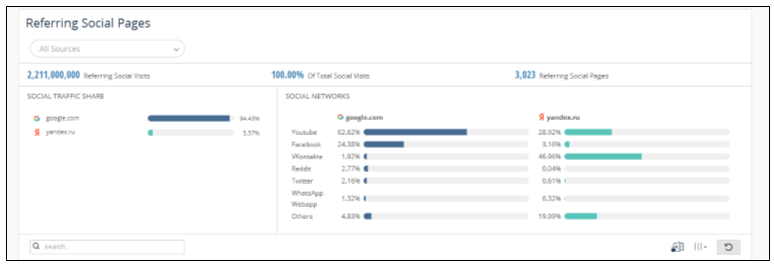 Referring Social Pages
All Sources
2,211,000,000 Referring Social Visits
100.00% Of Total Social Visits
3,023 Referring Social Pages
SOCIAL TRAFFIC SHARE
google.com 94.43%
yandex.ru 5.57%
SOCIAL NETWORKS
google.com
Я yandex.ru
Youtube 62.62% 28.92%
Facebook 24.38% 3.16%
VKontakte 1.92% 46.96%
Reddit 2.77% 0.04%
Twitter 2.16% 0.61%
WhatsApp
Webapp 1.32% 0.32%
Others 4.83% 19.99%
Search...